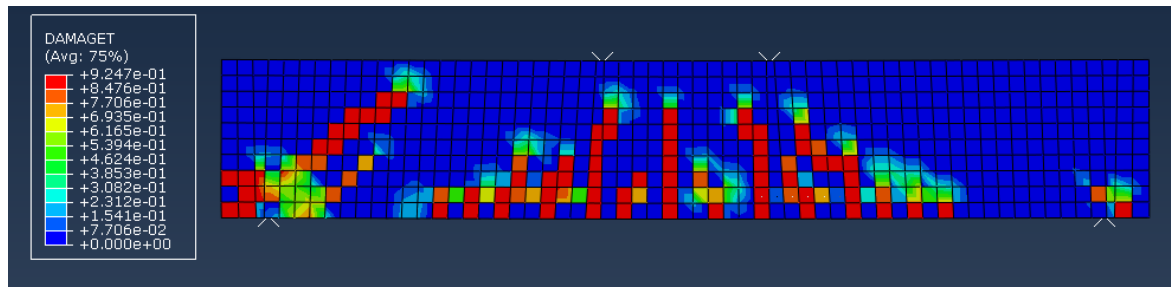 DAMAGET
(Avg: 75%)
+9.247e-01
+8.476e-01
+7.706e-01
+6.935e-01
+6.165e-01
+5.394e-01
+4.624e-01
+3.853e-01
+3.082e-01
+2.312e-01
+1.541e-01
+7.706e-02
+0.000e+00